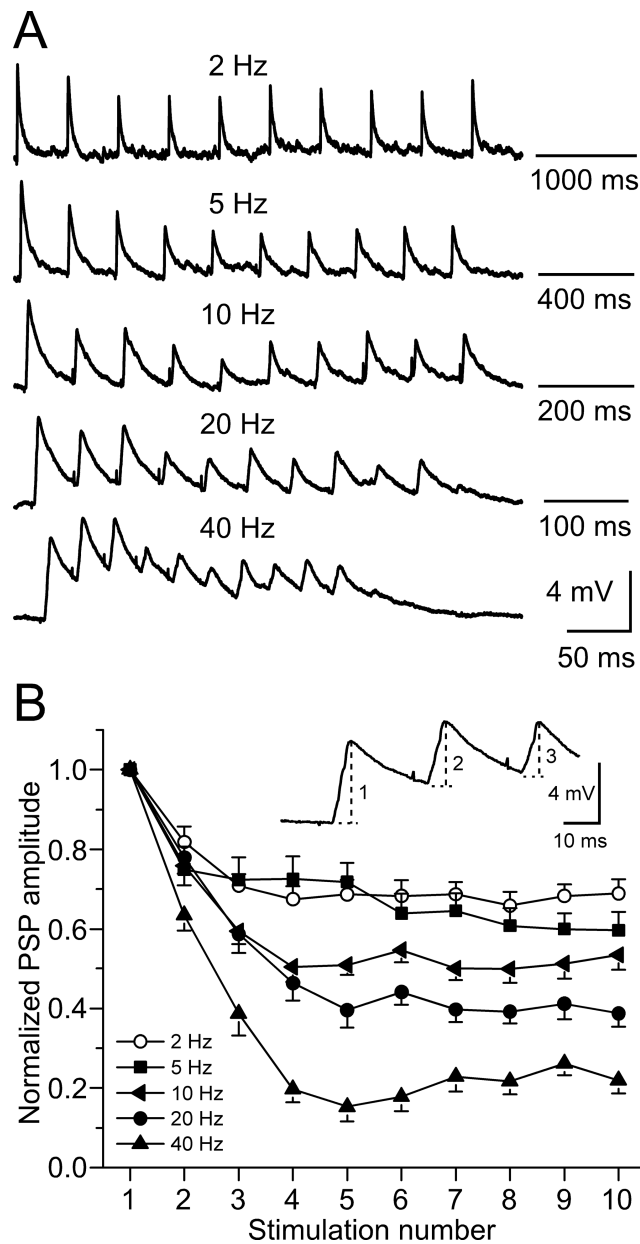 A
2 Hz
1000 ms
5 Hz
400 ms
10 Hz
200 ms
20 Hz
100 ms
40 Hz
4 mV
50 ms
B
1
2
3
4 mV
10 ms
Normalized PSP amplitude
1.0
0.8
0.6
0.4
0.2
0.0
2 Hz
5 Hz
10 Hz
20 Hz
40 Hz
1 2 3 4 5 6 7 8 9 10
Stimulation number